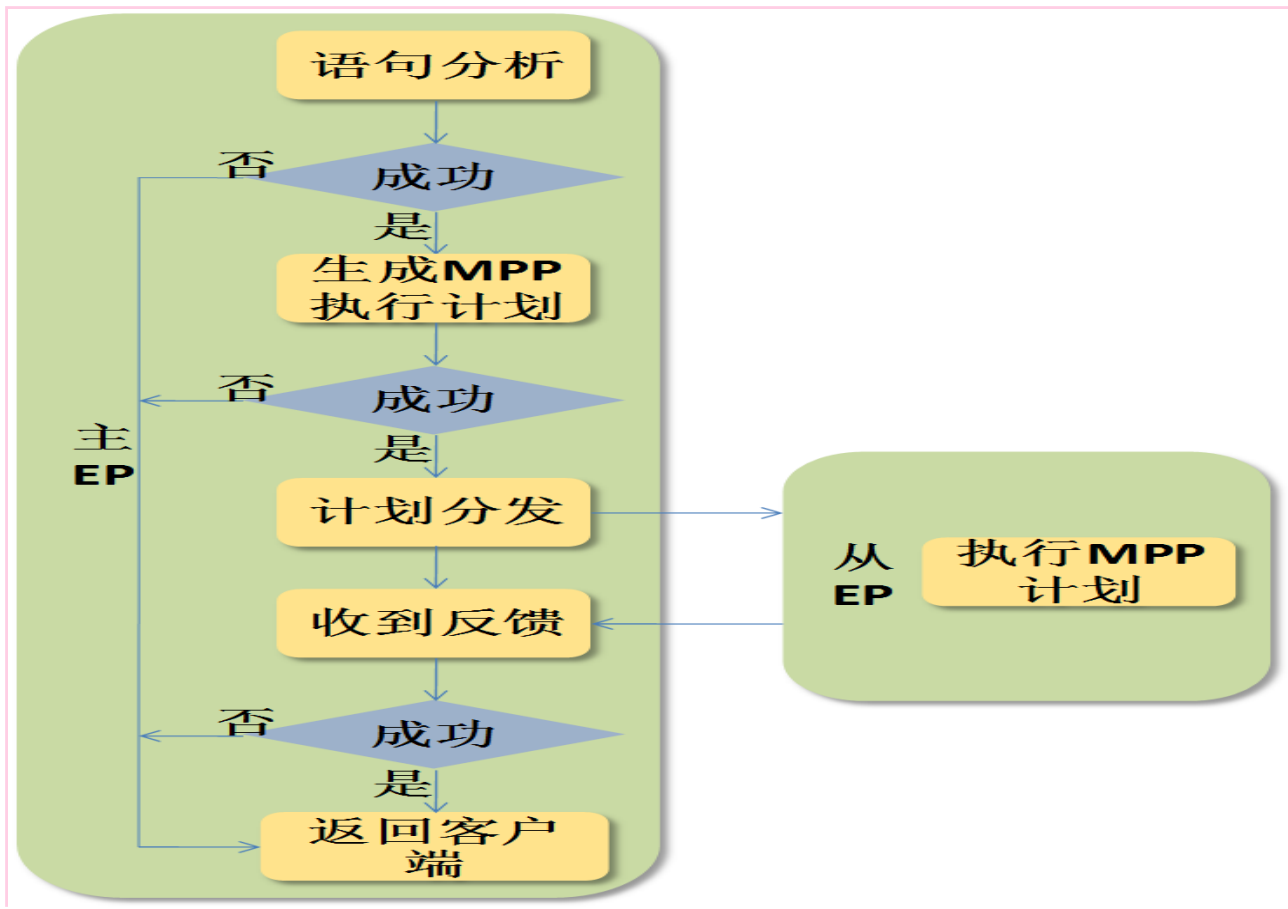 语句分析
否
成功
是
生成MPP
执行计划
否
成功
主
EP
是
计划分发
从
EP
执行MPP
计划
收到反馈
否
成功
是
返回客户
端